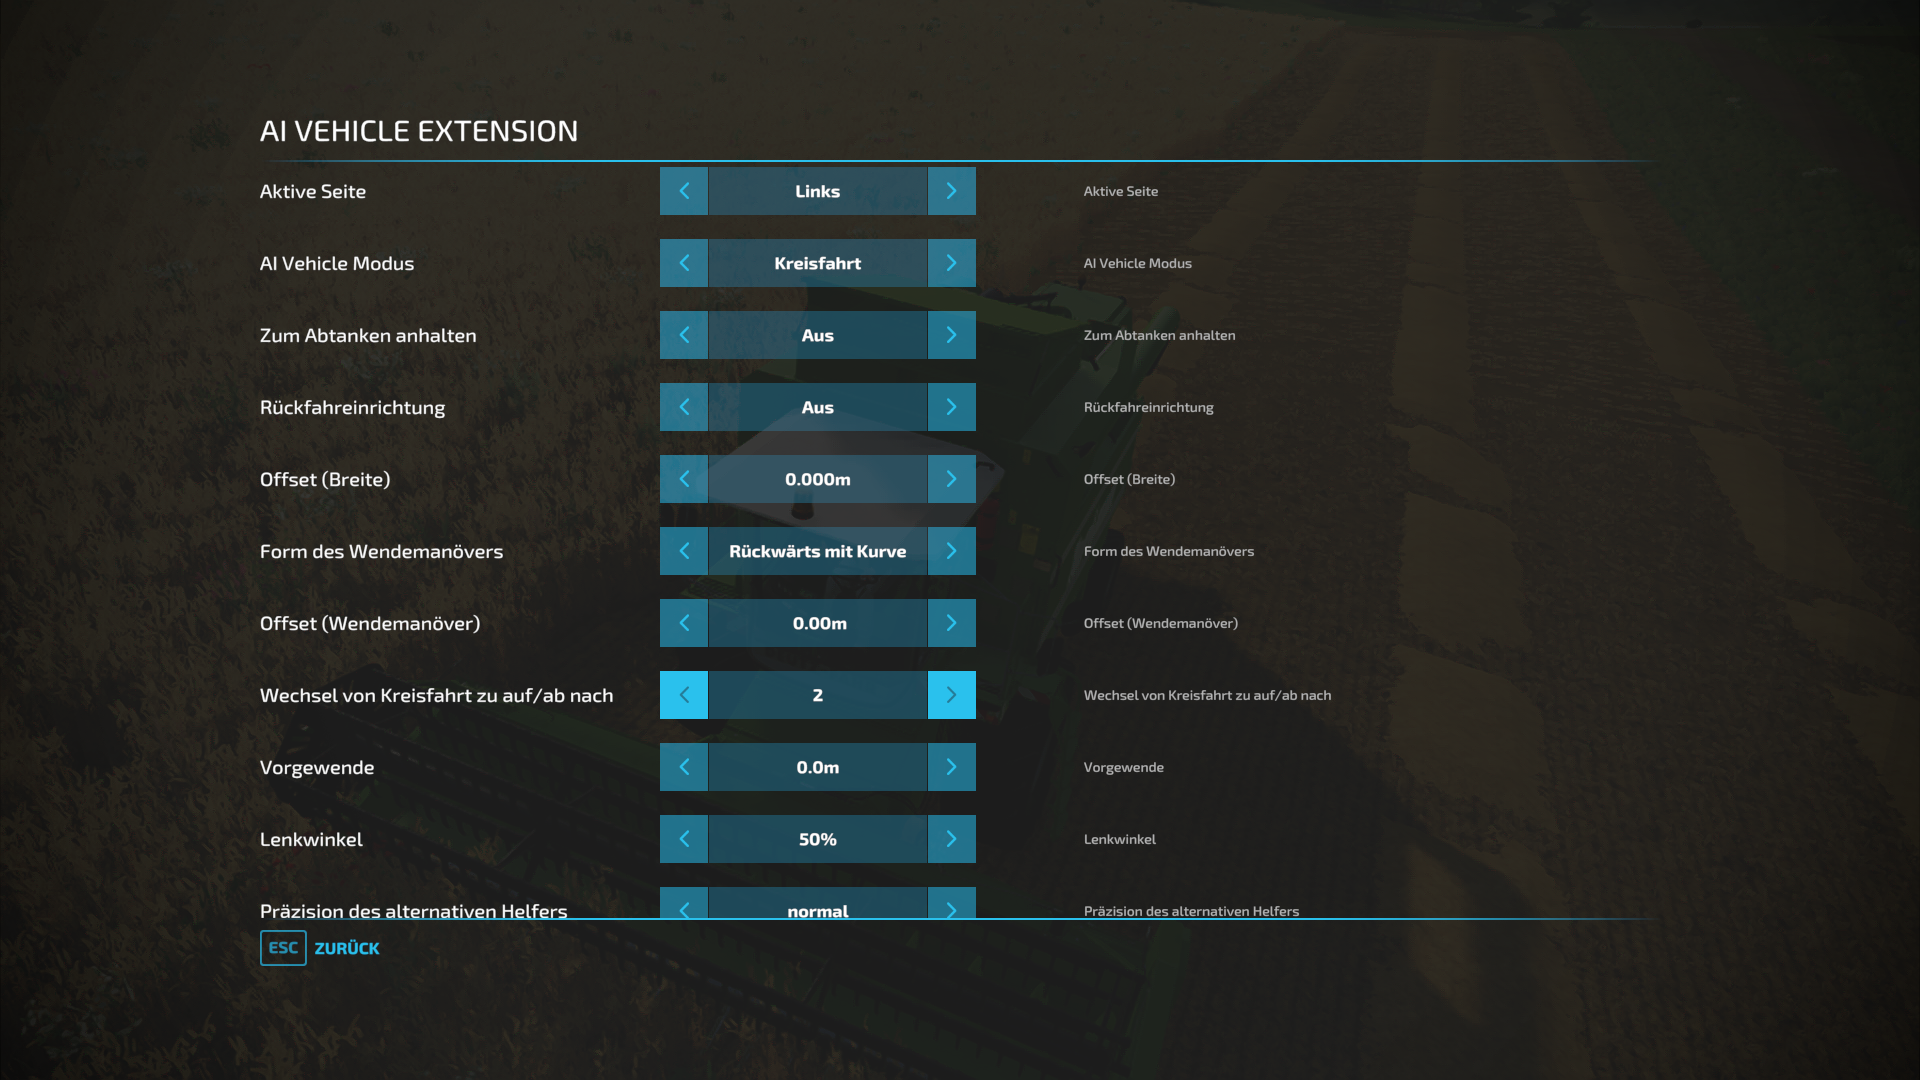 AI VEHICLE EXTENSION
Aktive Seite Links Aktive Seite
AI Vehicle Modus Kreisfahrt AI Vehicle Modus
Zum Abtanken anhalten Aus Zum Abtanken anhalten
Rückfahreinrichtung Aus Rückfahreinrichtung
Offset (Breite) 0.000m Offset (Breite)
Form des Wendemanövers Rückwärts mit Kurve Form des Wendemanövers
Offset (Wendemanöver) 0.00m Offset (Wendemanöver)
Wechsel von Kreisfahrt zu auf/ab nach 2 Wechsel von Kreisfahrt zu auf/ab nach
Vorgewende 0.0m Vorgewende
Lenkwinkel 50% Lenkwinkel
Präzision des alternativen Helfers normal Präzision des alternativen Helfers
ESC ZURÜCK